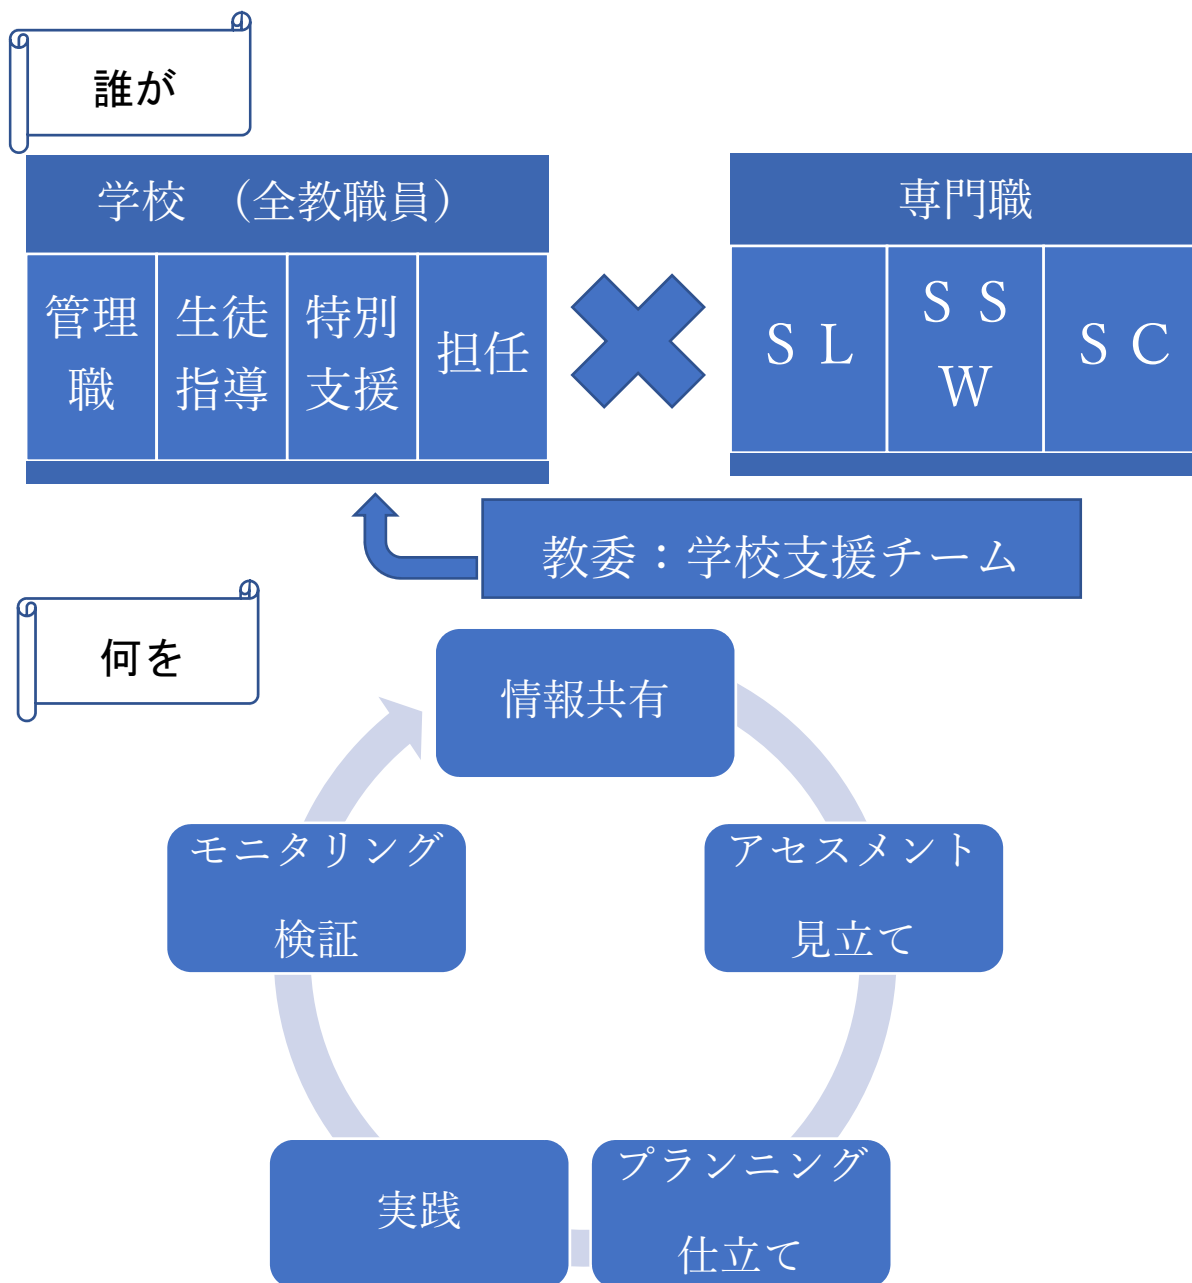 誰が
学校 （全教職員）
専門職
管理
職
生徒
指導
特別
支援
担任
ＳＬ
ＳＳ
Ｗ
ＳＣ
教委：学校支援チーム
何を
情報共有
アセスメント
見立て
プランニング
仕立て
実践
モニタリング
検証